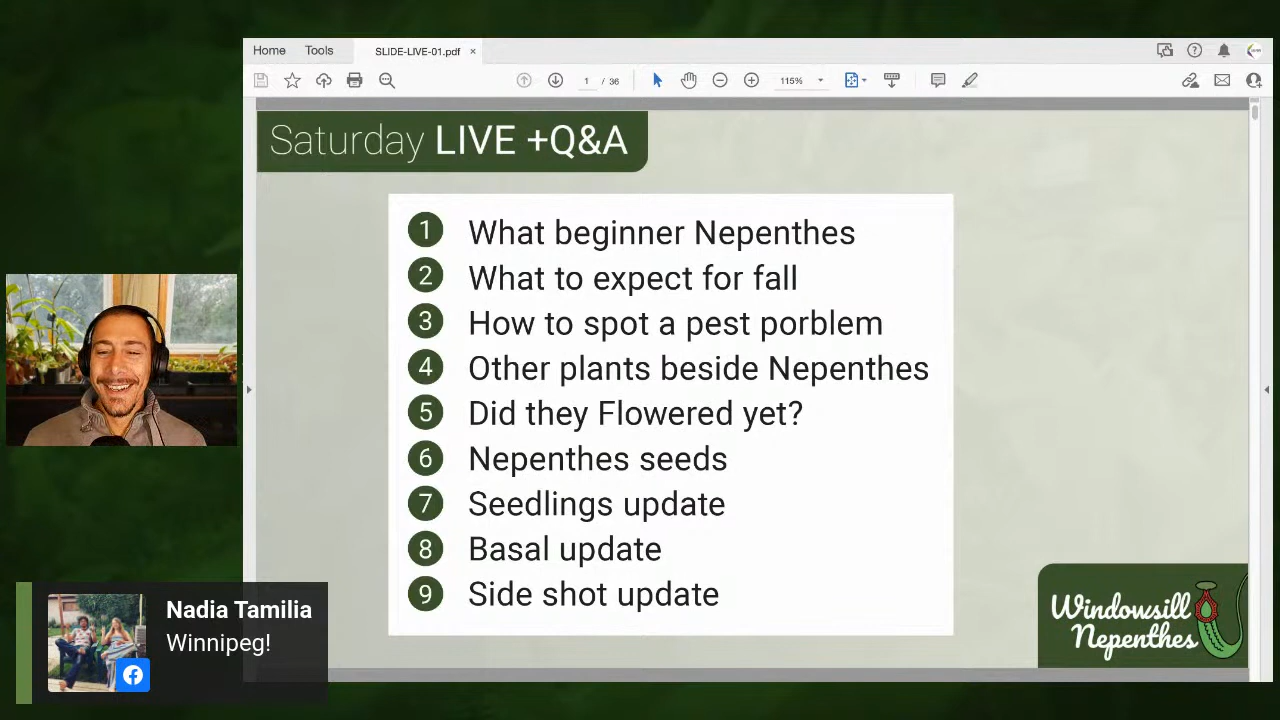 Home Tools SLIDE-LIVE-01.pdf ×
1 / 36 115%
Saturday LIVE +Q&A
1 What beginner Nepenthes
2 What to expect for fall
3 How to spot a pest porblem
4 Other plants beside Nepenthes
5 Did they Flowered yet?
6 Nepenthes seeds
7 Seedlings update
8 Basal update
9 Side shot update
Windowsill
Nepenthes
Nadia Tamilia
Winnipeg!